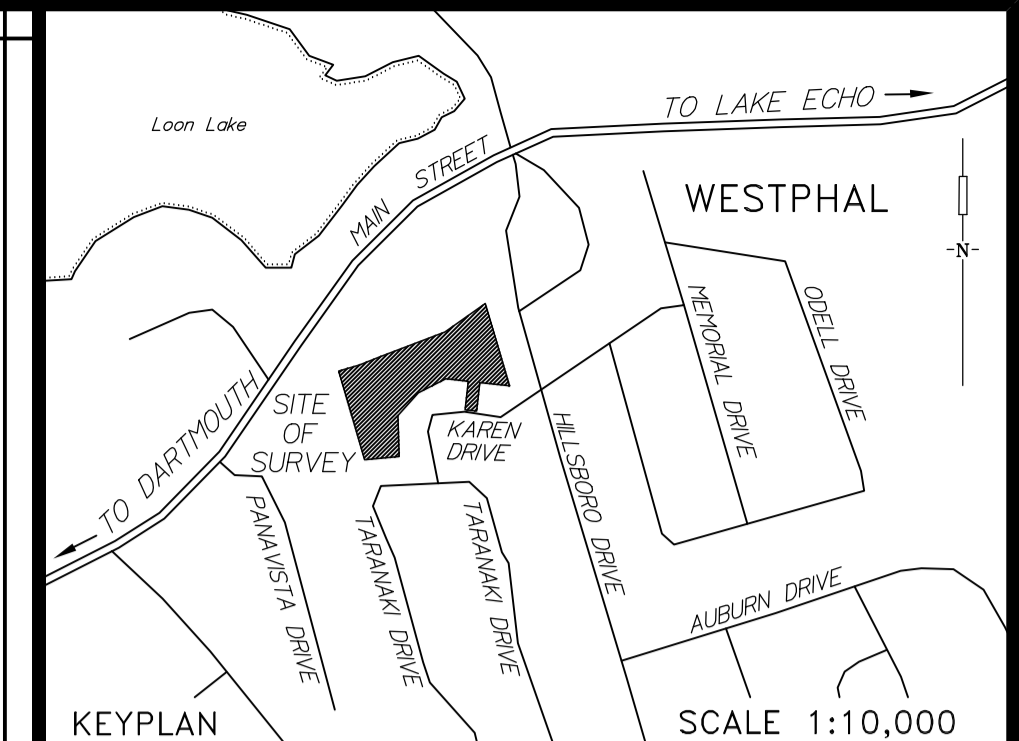 Loon Lake
TO LAKE ECHO
MAIN STREET
WESTPHAL
-N-
MEMORIAL DRIVE
ODELL DRIVE
SITE
OF
SURVEY
TO DARTMOUTH
KAREN
DRIVE
HILLSBORO DRIVE
PANAVISTA DRIVE
TARANAKI DRIVE
TARANAKI DRIVE
AUBURN DRIVE
KEYPLAN
SCALE 1:10,000